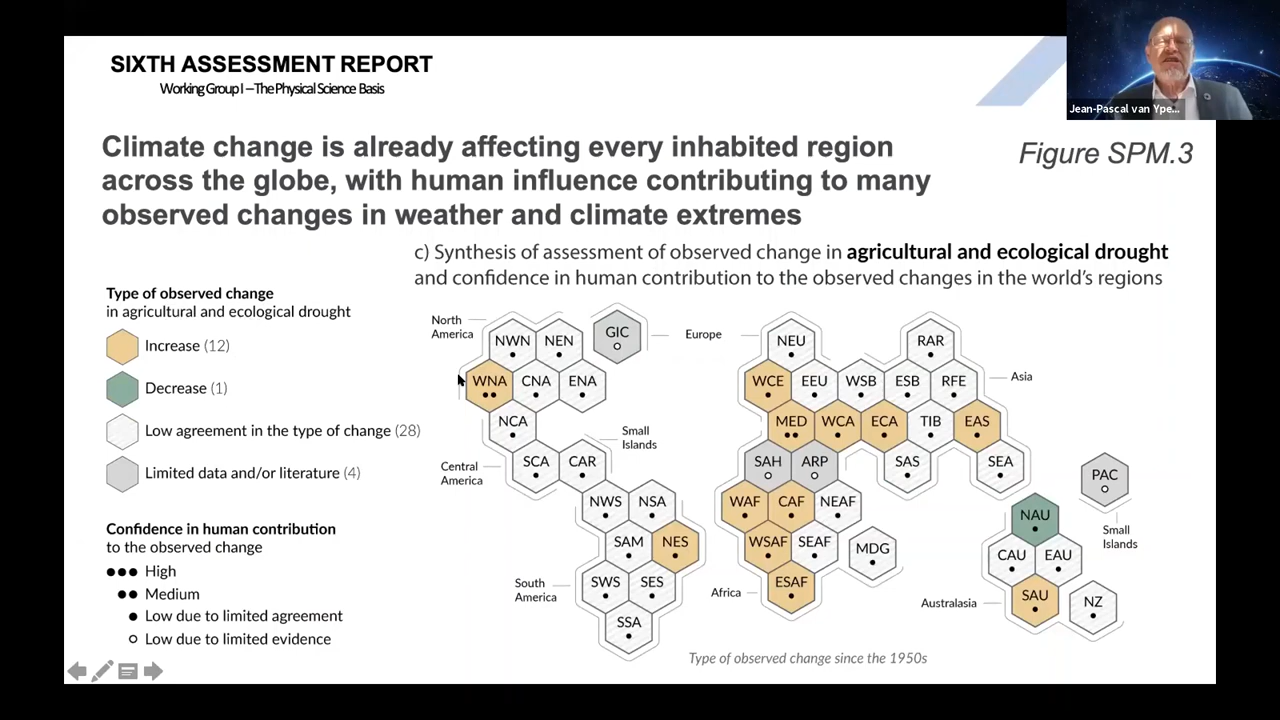 SIXTH ASSESSMENT REPORT
Working Group I – The Physical Science Basis
Jean-Pascal van Ype...
Climate change is already affecting every inhabited region
across the globe, with human influence contributing to many
observed changes in weather and climate extremes
Figure SPM.3
c) Synthesis of assessment of observed change in agricultural and ecological drought
and confidence in human contribution to the observed changes in the world's regions
Type of observed change
in agricultural and ecological drought
Increase (12)
Decrease (1)
Low agreement in the type of change (28)
Limited data and/or literature (4)
Confidence in human contribution
to the observed change
High
Medium
Low due to limited agreement
Low due to limited evidence
North
America
NWN NEN GIC
WNA CNA ENA
NCA
Small
Islands
Central
America
SCA CAR
NWS NSA
SAM NES
South
America
SWS SES
SSA
Europe
NEU RAR
WCE EEU WSB ESB RFE
Asia
MED WCA ECA TIB EAS
SAH ARP SAS SEA
WAF CAF NEAF
WSAF SEAF MDG
Africa
ESAF
PAC
Small
Islands
NAU
CAU EAU
Australasia
SAU NZ
Type of observed change since the 1950s